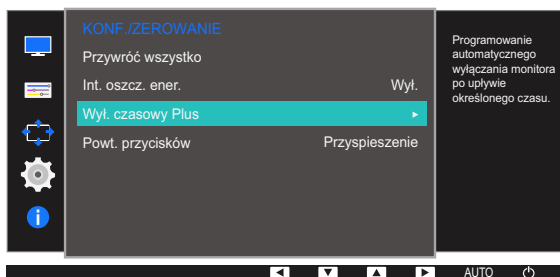 KONF./ZEROWANIE
Przywróć wszystko
Int. oszcz. ener. Wył.
Wył. czasowy Plus
Powt. przycisków Przyspieszenie
Programowanie
automatycznego
wyłączania monitora
po upływie
określonego czasu.
AUTO